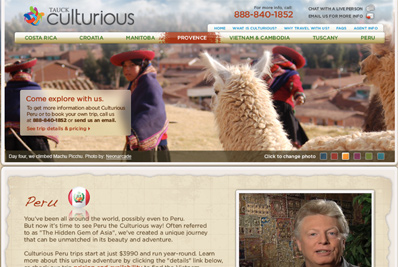 TAUCK
culturious
For more info, call:
888-840-1852
CHAT WITH A LIVE PERSON
EMAIL US FOR MORE INFO
HOME WHAT IS CULTURIOUS? WHY TRAVEL WITH US? FAQS AGENT INFO
COSTA RICA CROATIA MANITOBA PROVENCE VIETNAM & CAMBODIA TUSCANY PERU
Come explore with us.
To get more information about Culturious
Peru or to book your own trip, call us
at 888-840-1852 or send us an email.
See trip details & pricing
Day four, we climbed Machu Picchu. Photo by:
Click to change photo
Peru
You've been all around the world, possibly even to Peru.
But now it's time to see Peru the Culturious way! Often referred
to as "The Hidden Gem of Asia", we've created a unique journey
that can be unmatched in its beauty and adventure.
Culturious Peru trips start at just $3990 and run year-round. Learn
more about this unique adventure by clicking the "details" link below,